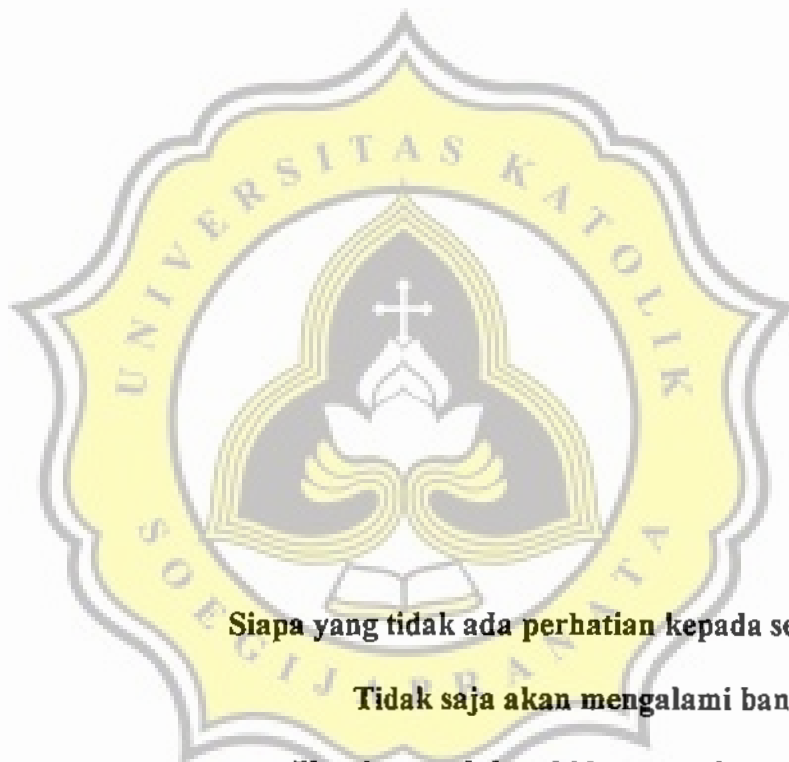 UNIVERSITAS KATOLIK
SOEGIJAPRANATA
Siapa yang tidak ada perhatian kepada se
Tidak saja akan mengalami ban